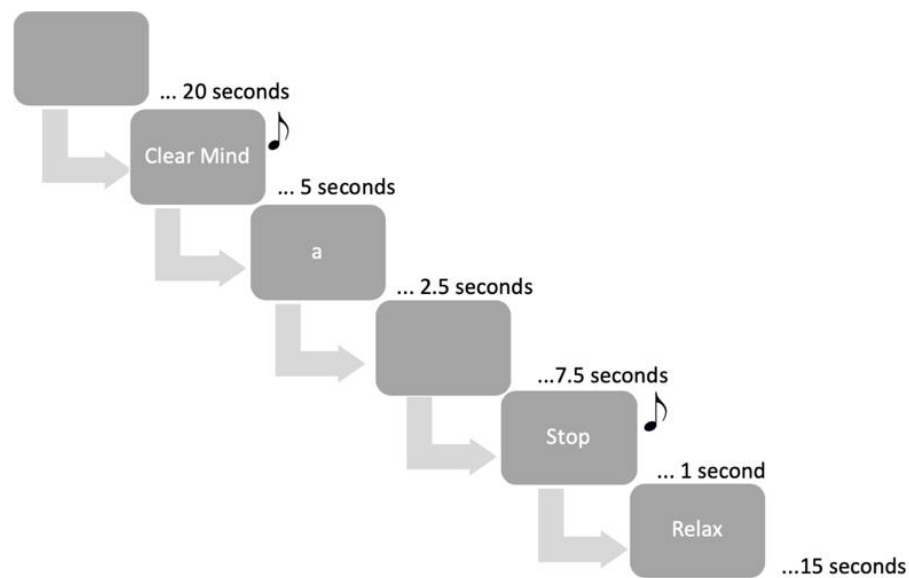 ... 20 seconds
Clear Mind
... 5 seconds
a
... 2.5 seconds
...7.5 seconds
Stop
... 1 second
Relax
...15 seconds